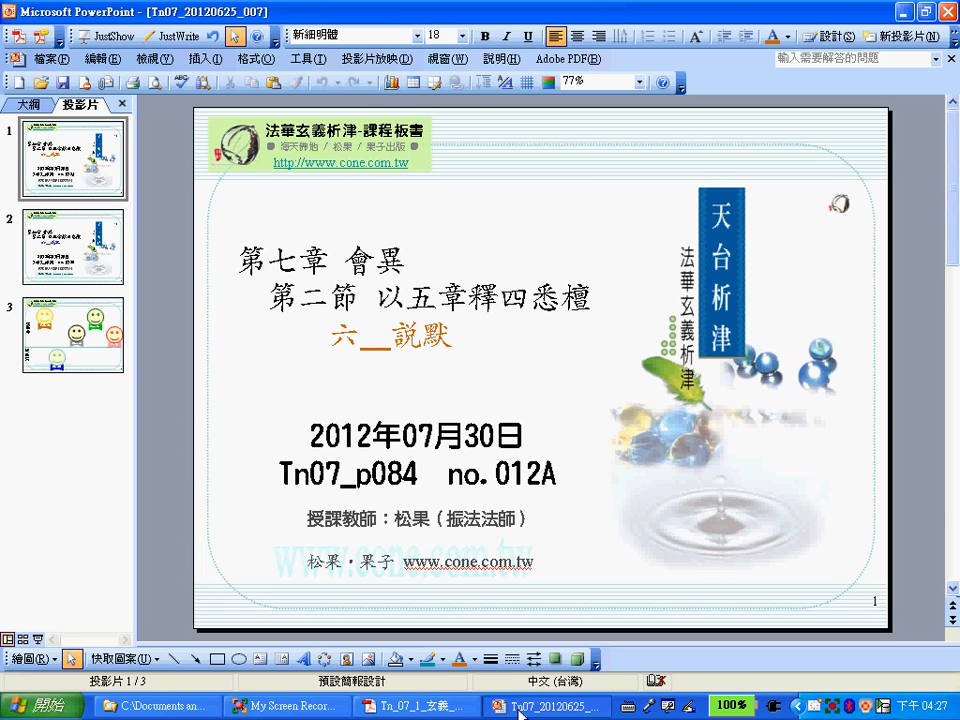 Microsoft PowerPoint - [Tn07_20120625_007]
JustShow JustWrite 新細明體 18 B I U 設計(S) 新投影片(N)
檔案(F) 編輯(E) 檢視(V) 插入(I) 格式(O) 工具(T) 投影片放映(D) 視窗(W) 說明(H) Adobe PDF(B) 輸入需要解答的問題
77%
大綱 投影片
1
2
3
法華玄義析津-課程板書
海天佛地 / 松果 / 果子出版
http://www.cone.com.tw
天台析津
法華玄義析津
第七章 會異
第二節 以五章釋四悉檀
六__說默
2012年07月30日
Tn07_p084 no.012A
授課教師：松果（振法法師）
www.cone.com.tw
松果・果子 www.cone.com.tw
1
繪圖(R) 快取圖案(U)
投影片 1 / 3 預設簡報設計 中文 (台灣)
開始 C:\Documents an... My Screen Recor... Tn_07_1_玄義_... Tn07_20120625_... 100% 下午 04:27